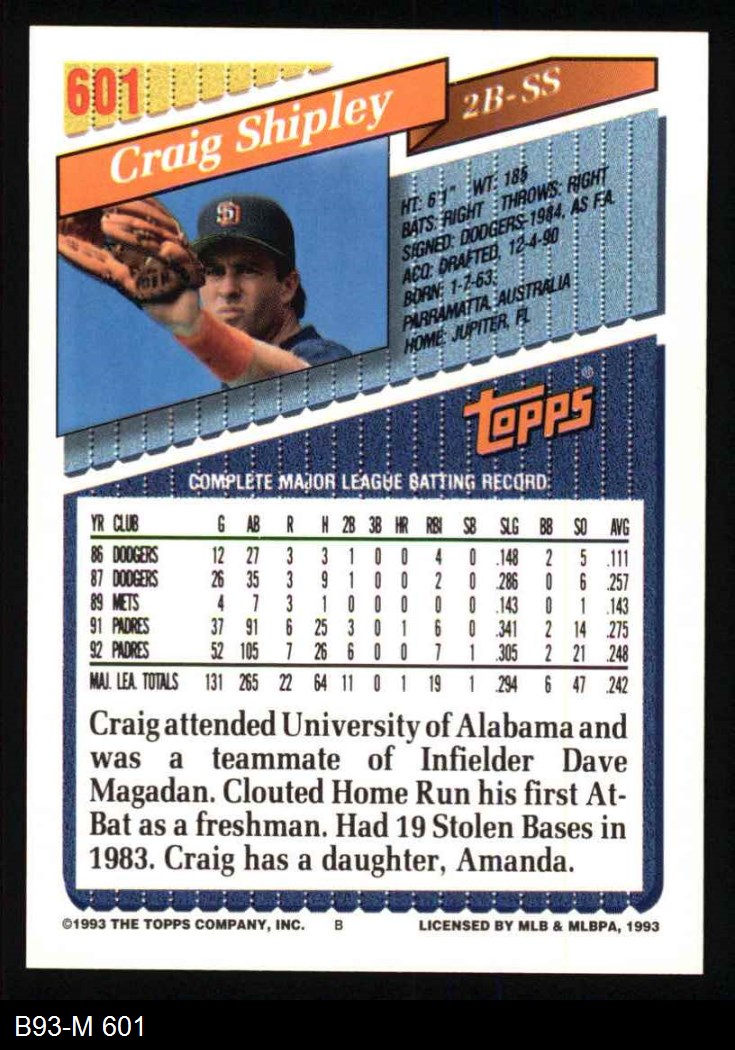 601
Craig Shipley
2B-SS
HT: 6'1" WT: 185
BATS: RIGHT THROWS: RIGHT
SIGNED: DODGERS-1984, AS F.A.
ACQ: DRAFTED, 12-4-90
BORN: 1-7-63,
PARRAMATTA, AUSTRALIA
HOME: JUPITER, FL
SD
TOPPS®
COMPLETE MAJOR LEAGUE BATTING RECORD
YR CLUB G AB R H 2B 3B HR RBI SB SLG BB SO AVG
86 DODGERS 12 27 3 3 1 0 0 4 0 .148 2 5 .111
87 DODGERS 26 35 3 9 1 0 0 2 0 .286 0 6 .257
89 METS 4 7 3 1 0 0 0 0 0 .143 0 1 .143
91 PADRES 37 91 6 25 3 0 1 6 0 .341 2 14 .275
92 PADRES 52 105 7 26 6 0 0 7 1 .305 2 21 .248
MAJ. LEA. TOTALS 131 265 22 64 11 0 1 19 1 .294 6 47 .242
Craig attended University of Alabama and
was a teammate of Infielder Dave
Magadan. Clouted Home Run his first At-
Bat as a freshman. Had 19 Stolen Bases in
1983. Craig has a daughter, Amanda.
©1993 THE TOPPS COMPANY, INC. B LICENSED BY MLB & MLBPA, 1993
B93-M 601